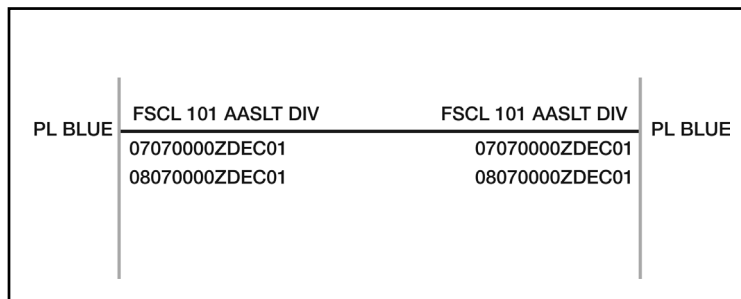 FSCL 101 AASLT DIV FSCL 101 AASLT DIV
PL BLUE PL BLUE
07070000ZDEC01 07070000ZDEC01
08070000ZDEC01 08070000ZDEC01